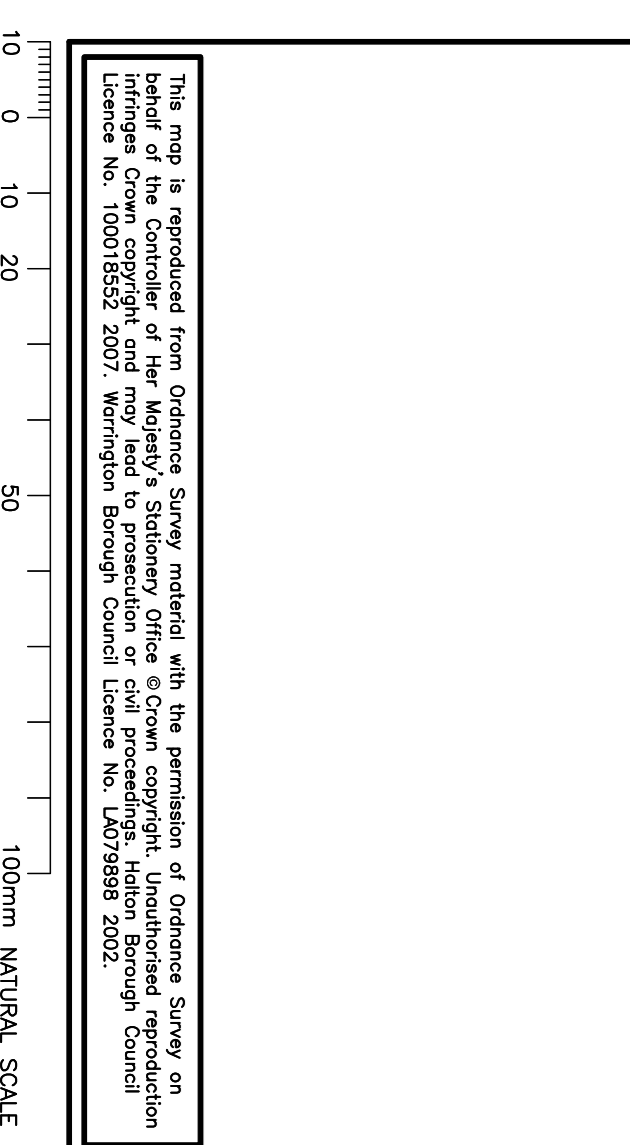 This map is reproduced from Ordnance Survey material with the permission of Ordnance Survey on
behalf of the Controller of Her Majesty's Stationery Office ©Crown copyright. Unauthorised reproduction
infringes Crown copyright and may lead to prosecution or civil proceedings. Halton Borough Council
Licence No. 100018552 2007. Warrington Borough Council Licence No. LA079898 2002.
10 0 10 20 50 100mm NATURAL SCALE